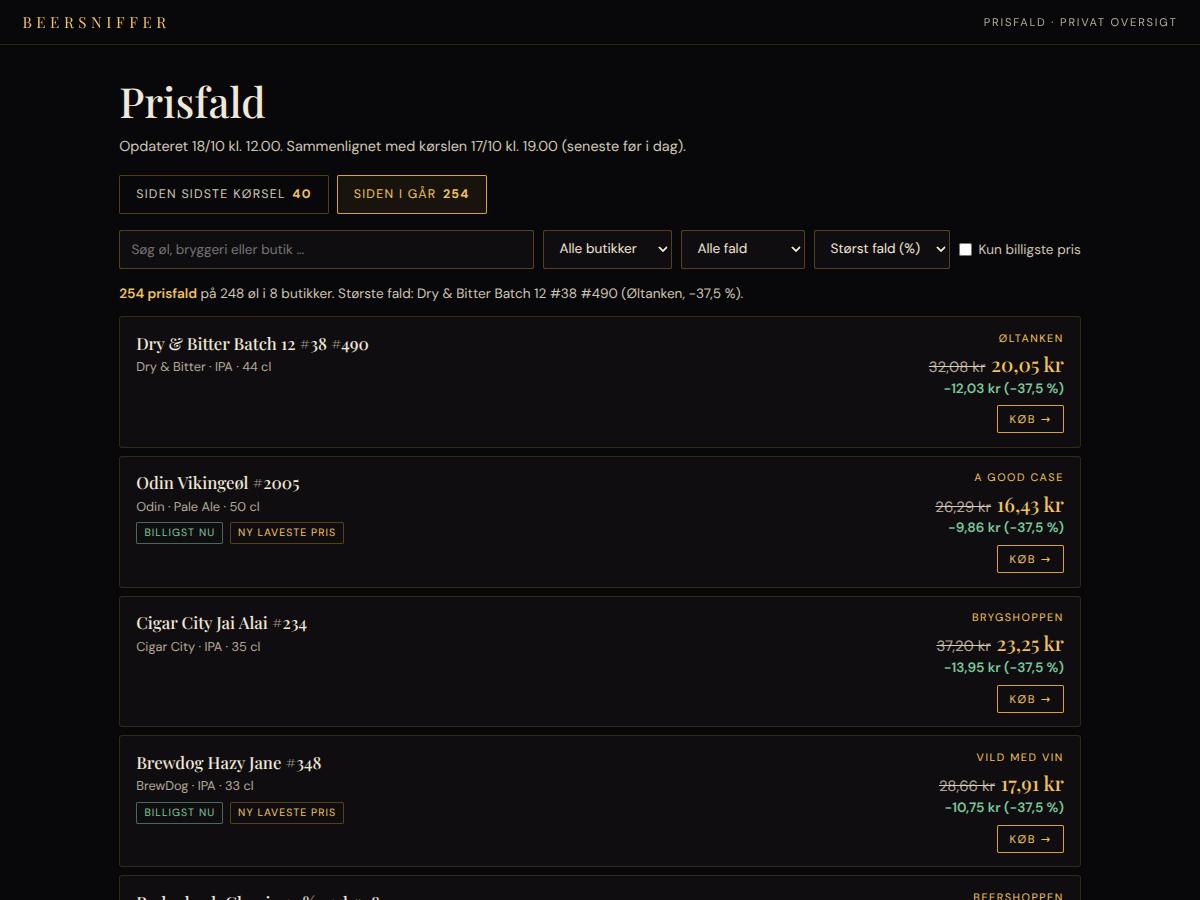 BEERSNIFFER
PRISFALD · PRIVAT OVERSIGT
Prisfald
Opdateret 18/10 kl. 12.00. Sammenlignet med kørslen 17/10 kl. 19.00 (seneste før i dag).
SIDEN SIDSTE KØRSEL 40
SIDEN I GÅR 254
Søg øl, bryggeri eller butik …
Alle butikker
Alle fald
Størst fald (%)
Kun billigste pris
254 prisfald på 248 øl i 8 butikker. Største fald: Dry & Bitter Batch 12 #38 #490 (Øltanken, −37,5 %).
Dry & Bitter Batch 12 #38 #490
Dry & Bitter · IPA · 44 cl
ØLTANKEN
32,08 kr 20,05 kr
−12,03 kr (−37,5 %)
KØB →
Odin Vikingeøl #2005
Odin · Pale Ale · 50 cl
BILLIGST NU
NY LAVESTE PRIS
A GOOD CASE
26,29 kr 16,43 kr
−9,86 kr (−37,5 %)
KØB →
Cigar City Jai Alai #234
Cigar City · IPA · 35 cl
BRYGSHOPPEN
37,20 kr 23,25 kr
−13,95 kr (−37,5 %)
KØB →
Brewdog Hazy Jane #348
BrewDog · IPA · 33 cl
BILLIGST NU
NY LAVESTE PRIS
VILD MED VIN
28,66 kr 17,91 kr
−10,75 kr (−37,5 %)
KØB →
BEERSHOPPEN